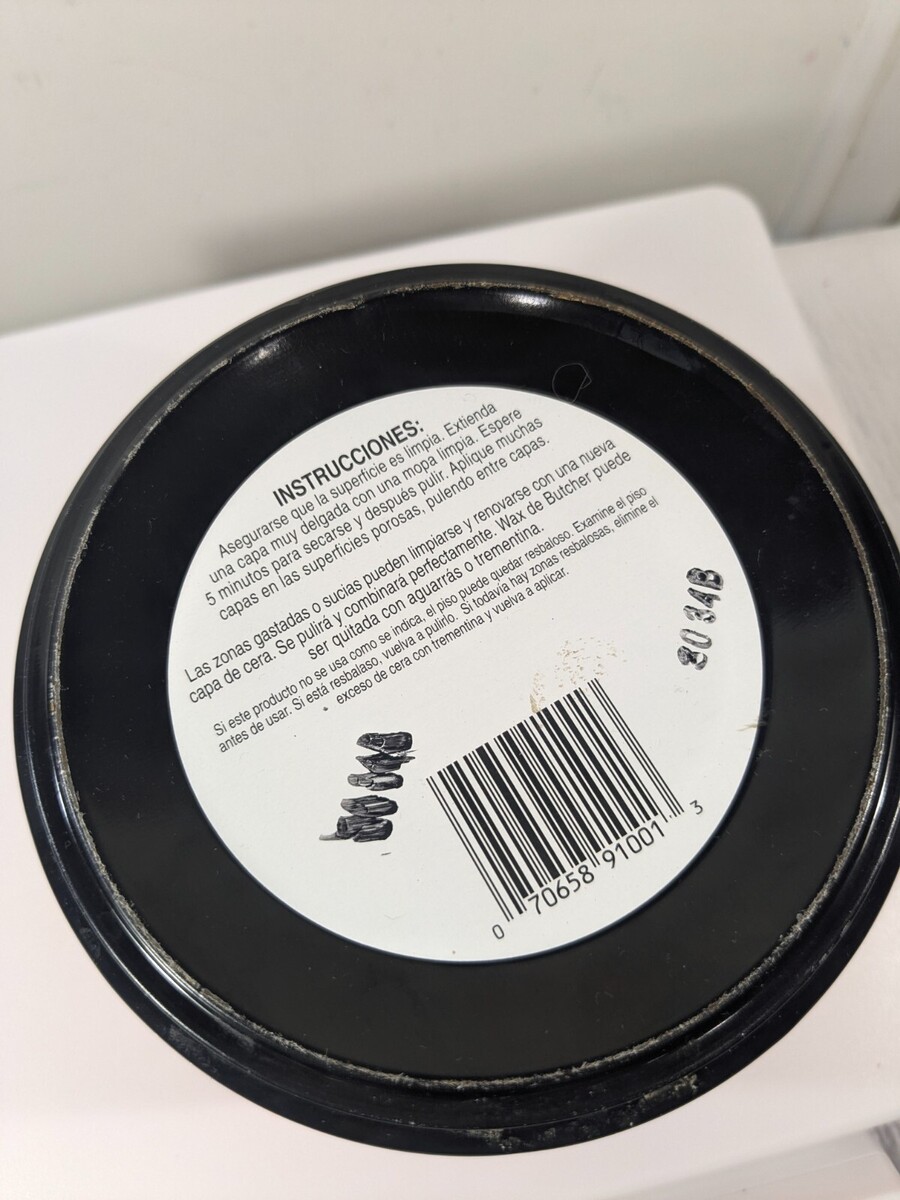 INSTRUCCIONES:
Asegurarse que la superficie es limpia. Extienda
una capa muy delgada con una mopa limpia. Espere
5 minutos para secarse y después pulir. Aplique muchas
capas en las superficies porosas, puliendo entre capas.
Las zonas gastadas o sucias pueden limpiarse y renovarse con una nueva
capa de cera. Se pulirá y combinará perfectamente. Wax de Butcher puede
ser quitada con aguarrás o trementina.
Si este producto no se usa como se indica, el piso puede quedar resbaloso. Examine el piso
antes de usar. Si está resbalaso, vuelva a pulirlo. Si todavía hay zonas resbalosas, elimine el
exceso de cera con trementina y vuelva a aplicar.
30 34B
0 70658 91001 3